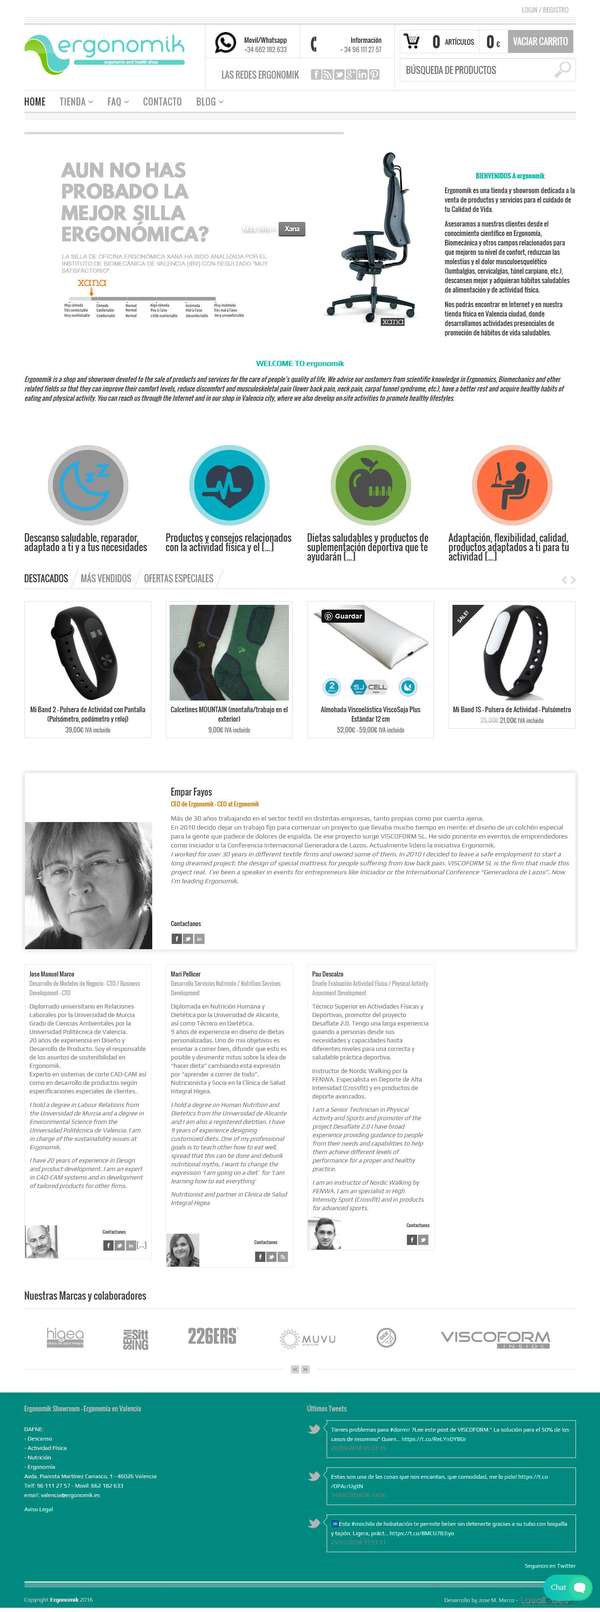 LOGIN / REGISTRO
ergonomik
ergonomic and health shop
Movil/Whatsapp
+34 662 182 633
Información
+ 34 96 111 27 57
0 ARTÍCULOS
0 €
VACIAR CARRITO
LAS REDES ERGONOMIK
BÚSQUEDA DE PRODUCTOS
HOME
TIENDA
FAQ
CONTACTO
BLOG
AUN NO HAS
PROBADO LA
MEJOR SILLA
ERGONÓMICA?
Xana
LA SILLA DE OFICINA ERGONÓMICA XANA HA SIDO ANALIZADA POR EL
INSTITUTO DE BIOMECÁNICA DE VALENCIA (IBV) CON RESULTADO "MUY
SATISFACTORIO"
xana
xana
BIENVENIDOS A ergonomik
Ergonomik es una tienda y showroom dedicada a la
venta de productos y servicios para el cuidado de
tu Calidad de Vida.
Asesoramos a nuestros clientes desde el
conocimiento científico en Ergonomía,
Biomecánica y otros campos relacionados para
que mejoren su nivel de confort, reduzcan las
molestias y el dolor musculoesquelético
(lumbalgias, cervicalgias, túnel carpiano, etc.),
descansen mejor y adquieran hábitos saludables
de alimentación y de actividad física.
Nos podrás encontrar en Internet y en nuestra
tienda física en Valencia ciudad, donde
desarrollamos actividades presenciales de
promoción de hábitos de vida saludables.
WELCOME TO ergonomik
Ergonomik is a shop and showroom devoted to the sale of products and services for the care of people's quality of life. We advise our customers from scientific knowledge in Ergonomics, Biomechanics and other
related fields so that they can improve their comfort levels, reduce discomfort and musculoskeletal pain (lower back pain, neck pain, carpal tunnel syndrome, etc.), have a better rest and acquire healthy habits of
eating and physical activity. You can reach us through the Internet and in our shop in Valencia city, where we also develop on-site activities to promote healthy lifestyles.
Descanso saludable, reparador,
adaptado a ti y a tus necesidades
Productos y consejos relacionados
con la actividad física y el [...]
Dietas saludables y productos de
suplementación deportiva que te
ayudarán [...]
Adaptación, flexibilidad, calidad,
productos adaptados a ti para tu
actividad [...]
DESTACADOS
MÁS VENDIDOS
OFERTAS ESPECIALES
Guardar
SALE!
CELL
Mi Band 2 - Pulsera de Actividad con Pantalla
(Pulsómetro, podómetro y reloj)
39,00€ IVA incluido
Calcetines MOUNTAIN (montaña/trabajo en el
exterior)
9,00€ IVA incluido
Almohada Viscoelástica ViscoSoja Plus
Estándar 12 cm
52,00€ - 59,00€ IVA incluido
Mi Band 1S - Pulsera de Actividad - Pulsómetro
21,00€ IVA incluido
Empar Fayos
CEO de Ergonomik - CEO at Ergonomik
Más de 30 años trabajando en el sector textil en distintas empresas, tanto propias como por cuenta ajena.
En 2010 decido dejar un trabajo fijo para comenzar un proyecto que llevaba mucho tiempo en mente: el diseño de un colchón especial
para la gente que padece de dolores de espalda. De ese proyecto surge VISCOFORM SL. He sido ponente en eventos de emprendedores
como Iniciador o la Conferencia Internacional Generadora de Lazos. Actualmente lidero la iniciativa Ergonomik.
I worked for over 30 years in different textile firms and owned some of them. In 2010 I decided to leave a safe employment to start a
long dreamed project: the design of special mattress for people suffering from low back pain. VISCOFORM SL is the firm that made this
project real. I've been a speaker in events for entrepreneurs like Iniciador or the International Conference "Generadora de Lazos". Now
I'm leading Ergonomik.
Contactanos
Jose Manuel Marco
Desarrollo de Modelos de Negocio - CTO / Business
Development - CTO
Diplomado universitario en Relaciones
Laborales por la Universidad de Murcia
Grado de Ciencias Ambientales por la
Universidad Politécnica de Valencia.
20 años de experiencia en Diseño y
Desarrollo de Producto. Soy el responsable
de los asuntos de sostenibilidad en
Ergonomik.
Experto en sistemas de corte CAD-CAM así
como en desarrollo de productos según
especificaciones especiales de clientes.
I hold a degree in Labour Relations from
the Universidad de Murcia and a degree in
Environmental Science from the
Universidad Politécnica de Valencia. I am
in charge of the sustainability issues at
Ergonomik.
I have 20 years of experience in Design
and product development. I am an expert
in CAD-CAM systems and in development
of tailored products for other firms.
Contactanos
[...]
Mari Pellicer
Desarrollo Servicios Nutrición / Nutrition Services
Development
Diplomada en Nutrición Humana y
Dietética por la Universidad de Alicante,
así como Técnico en Dietética.
9 años de experiencia en diseño de dietas
personalizadas. Uno de mis objetivos es
enseñar a comer bien, difundir que esto es
posible y desmentir mitos sobre la idea de
"hacer dieta" cambiando esta expresión
por "aprender a comer de todo".
Nutricionista y Socia en la Clínica de Salud
Integral Higea.
I hold a degree in Human Nutrition and
Dietetics from the Universidad de Alicante
and I am also a registered dietitian. I have
9 years of experience designing
customized diets. One of my professional
goals is to teach other how to eat well,
spread that this can be done and debunk
nutritional myths, I want to change the
expression 'I am going on a diet' for 'I am
learning how to eat everything'
Nutritionist and partner in Clínica de Salud
Integral Higea
Contactanos
Pau Descalzo
Diseño Evaluación Actividad Física / Physical Activity
Assessment Development
Técnico Superior en Actividades Físicas y
Deportivas, promotor del proyecto
Desafíate 2.0. Tengo una larga experiencia
guiando a personas desde sus
necesidades y capacidades hasta
diferentes niveles para una correcta y
saludable práctica deportiva.
Instructor de Nordic Walking por la
FENWA. Especialista en Deporte de Alta
Intensidad (Crossfit) y en productos de
deporte avanzados.
I am a Senior Technician in Physical
Activity and Sports and promoter of the
project Desafíate 2.0 I have broad
experience providing guidance to people
from their needs and capabilities to help
them achieve different levels of
performance for a proper and healthy
practice.
I am an instructor of Nordic Walking by
FENWA. I am an specialist in High
Intensity Sport (Crossfit) and in products
for advanced sports.
Contactanos
Nuestras Marcas y colaboradores
higea
Sitt
ING
226ERS
MUVU
VISCOFORM
INSIDE
Ergonomik Showroom - Ergonomía en Valencia
DAFNE:
- Descanso
- Actividad Física
- Nutrición
- Ergonomía
Avda. Plaicista Martínez Carrasco, 1 - 46026 Valencia
Telf: 96 111 27 57 - Movil: 662 182 633
email: valencia@ergonomik.es
Aviso Legal
Últimos Tweets
Tienes problemas para #dormir ?Lee este post de VISCOFORM." La solución para el 50% de los
Estas son una de las cosas que nos encantan, que comodidad, me lo pido! https://t.co
Esta #mochila de hidratación te permite beber sin detenerte gracias a su tubo con boquilla
Seguinos en Twitter
Copyright Ergonomik 2016
Desarrollo by Jose M. Marco -
Chat